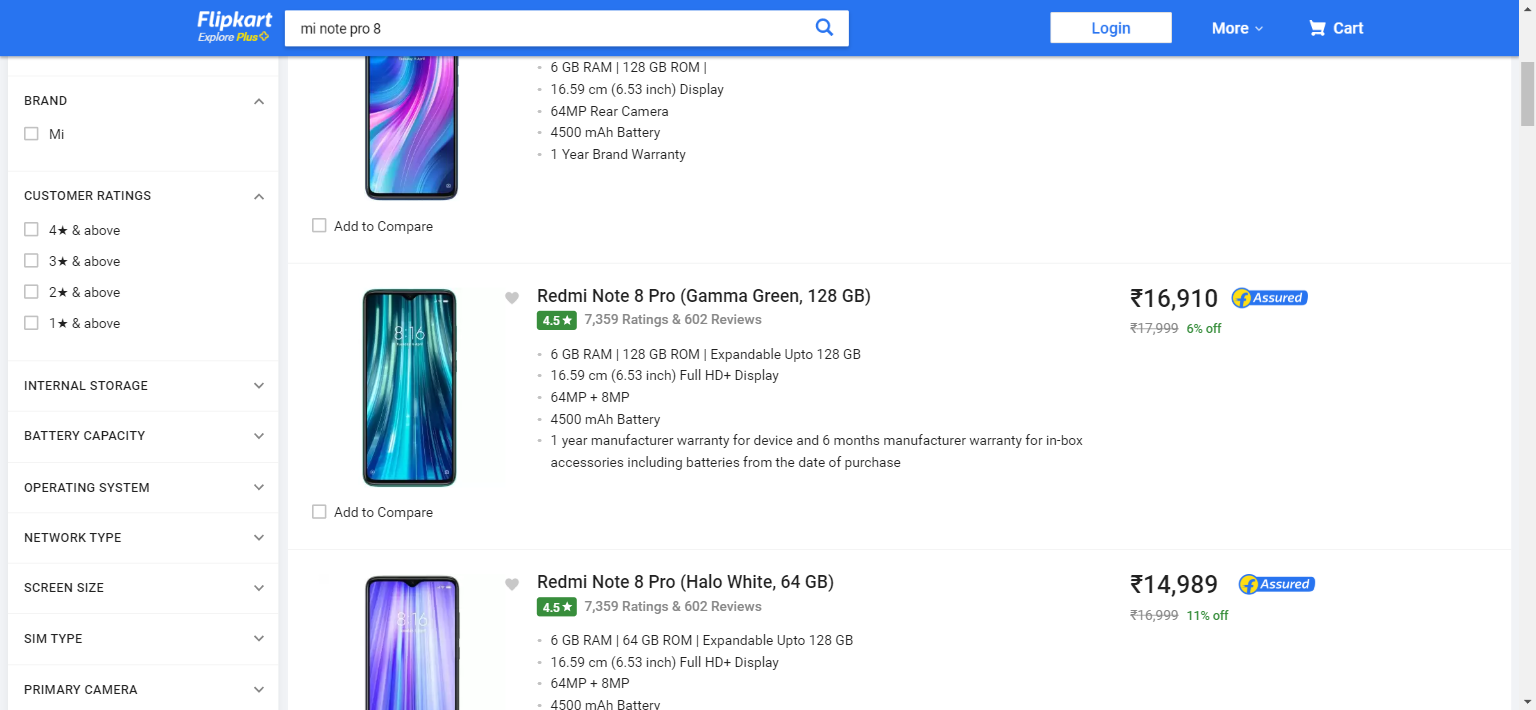 Flipkart
Explore Plus
mi note pro 8
Login
More
Cart
BRAND
Mi
CUSTOMER RATINGS
4★ & above
3★ & above
2★ & above
1★ & above
INTERNAL STORAGE
BATTERY CAPACITY
OPERATING SYSTEM
NETWORK TYPE
SCREEN SIZE
SIM TYPE
PRIMARY CAMERA
6 GB RAM | 128 GB ROM |
16.59 cm (6.53 inch) Display
64MP Rear Camera
4500 mAh Battery
1 Year Brand Warranty
Add to Compare
8:16
Redmi Note 8 Pro (Gamma Green, 128 GB)
4.5★ 7,359 Ratings & 602 Reviews
6 GB RAM | 128 GB ROM | Expandable Upto 128 GB
16.59 cm (6.53 inch) Full HD+ Display
64MP + 8MP
4500 mAh Battery
1 year manufacturer warranty for device and 6 months manufacturer warranty for in-box
accessories including batteries from the date of purchase
₹16,910 Assured
₹17,999 6% off
Add to Compare
8:16
Redmi Note 8 Pro (Halo White, 64 GB)
4.5★ 7,359 Ratings & 602 Reviews
6 GB RAM | 64 GB ROM | Expandable Upto 128 GB
16.59 cm (6.53 inch) Full HD+ Display
64MP + 8MP
4500 mAh Battery
₹14,989 Assured
₹16,999 11% off